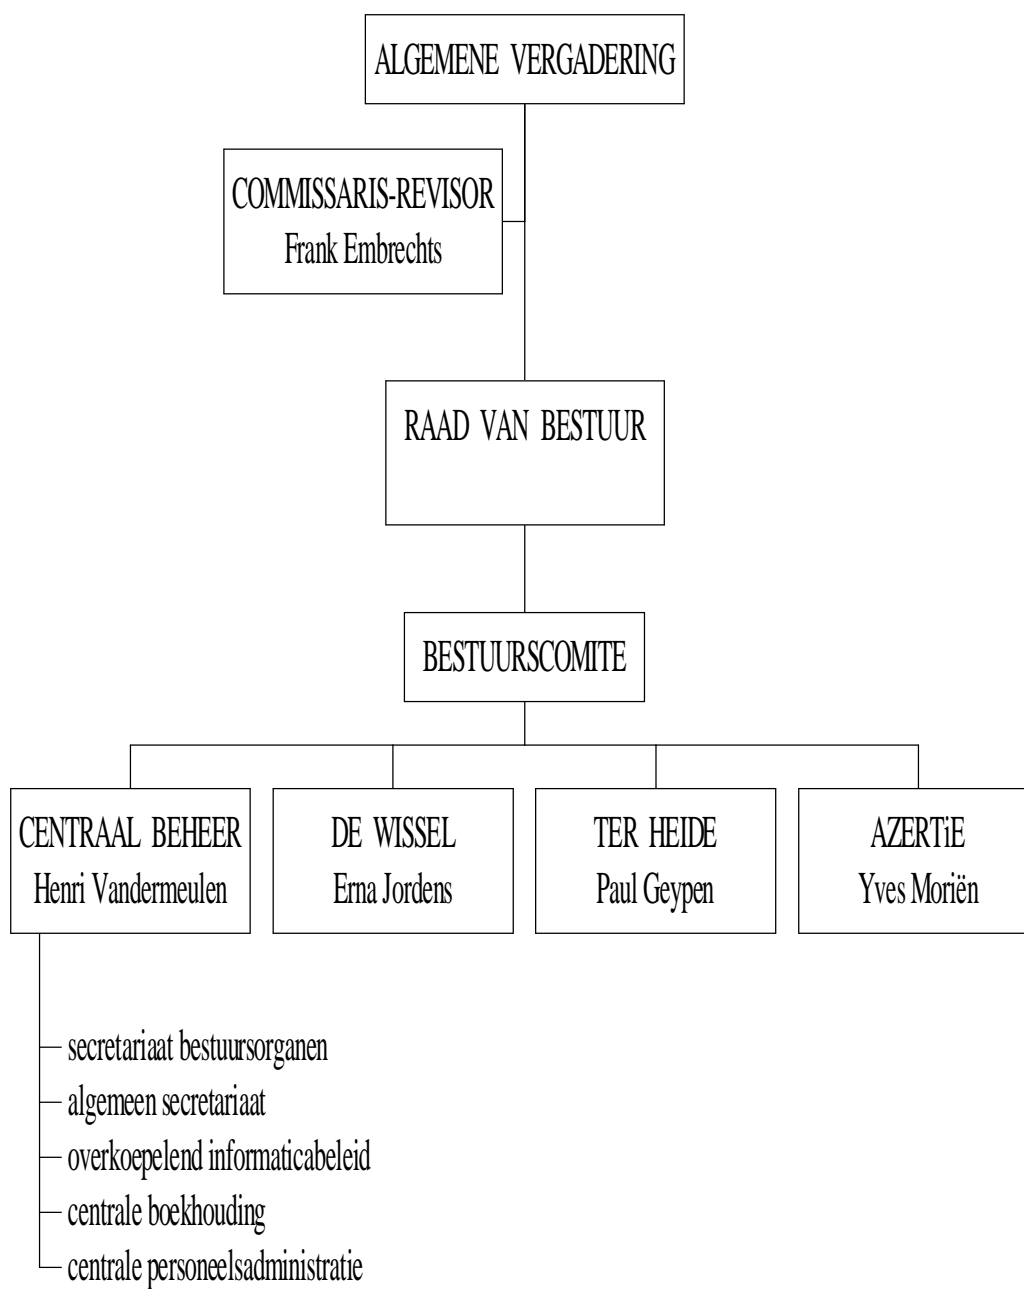 ALGEMENE VERGADERING
COMMISSARIS-REVISOR
Frank Embrechts
RAAD VAN BESTUUR
BESTUURSCOMITE
CENTRAAL BEHEER
Henri Vandermeulen
DE WISSEL
Erna Jordens
TER HEIDE
Paul Geypen
AZERTiE
Yves Moriën
secretariaat bestuursorganen
algemeen secretariaat
overkoepelend informaticabeleid
centrale boekhouding
centrale personeelsadministratie